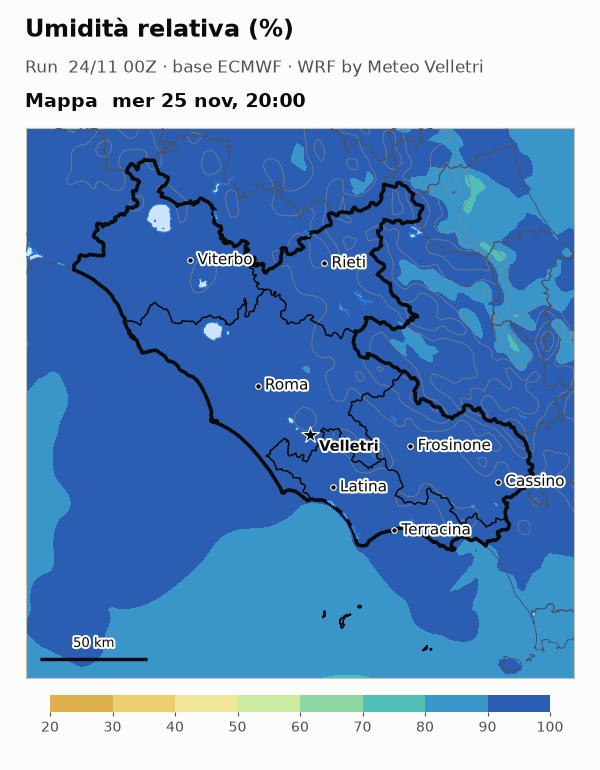 Umidità relativa (%)
Run 24/11 00Z · base ECMWF · WRF by Meteo Velletri
Mappa mer 25 nov, 20:00
Viterbo
Rieti
Roma
Velletri
Frosinone
Latina
Cassino
Terracina
50 km
20 30 40 50 60 70 80 90 100